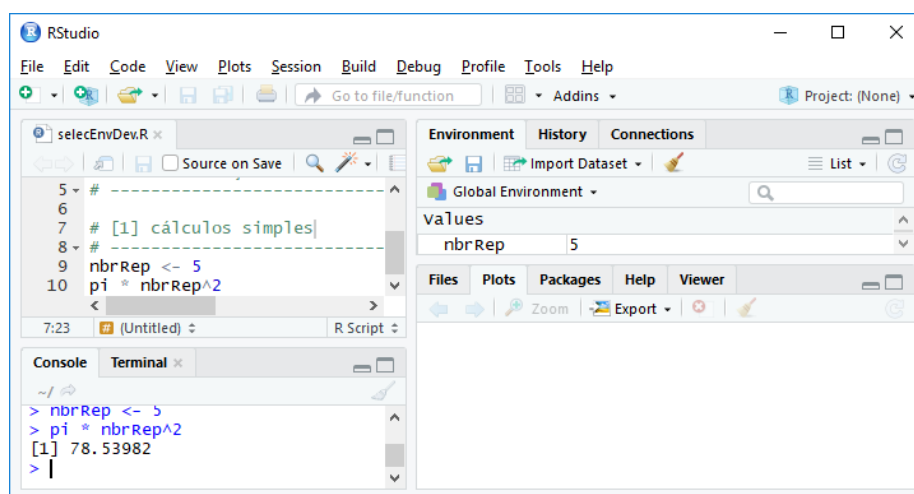 RStudio
File Edit Code View Plots Session Build Debug Profile Tools Help
Go to file/function Addins Project: (None)
selecEnvDev.R
Source on Save
5 # ----------------------------
6
7 # [1] cálculos simples
8 # ----------------------------
9 nbrRep <- 5
10 pi * nbrRep^2
7:23 (Untitled) R Script
Console Terminal
~/
> nbrRep <- 5
> pi * nbrRep^2
[1] 78.53982
>
Environment History Connections
Import Dataset List
Global Environment
Values
nbrRep 5
Files Plots Packages Help Viewer
Zoom Export